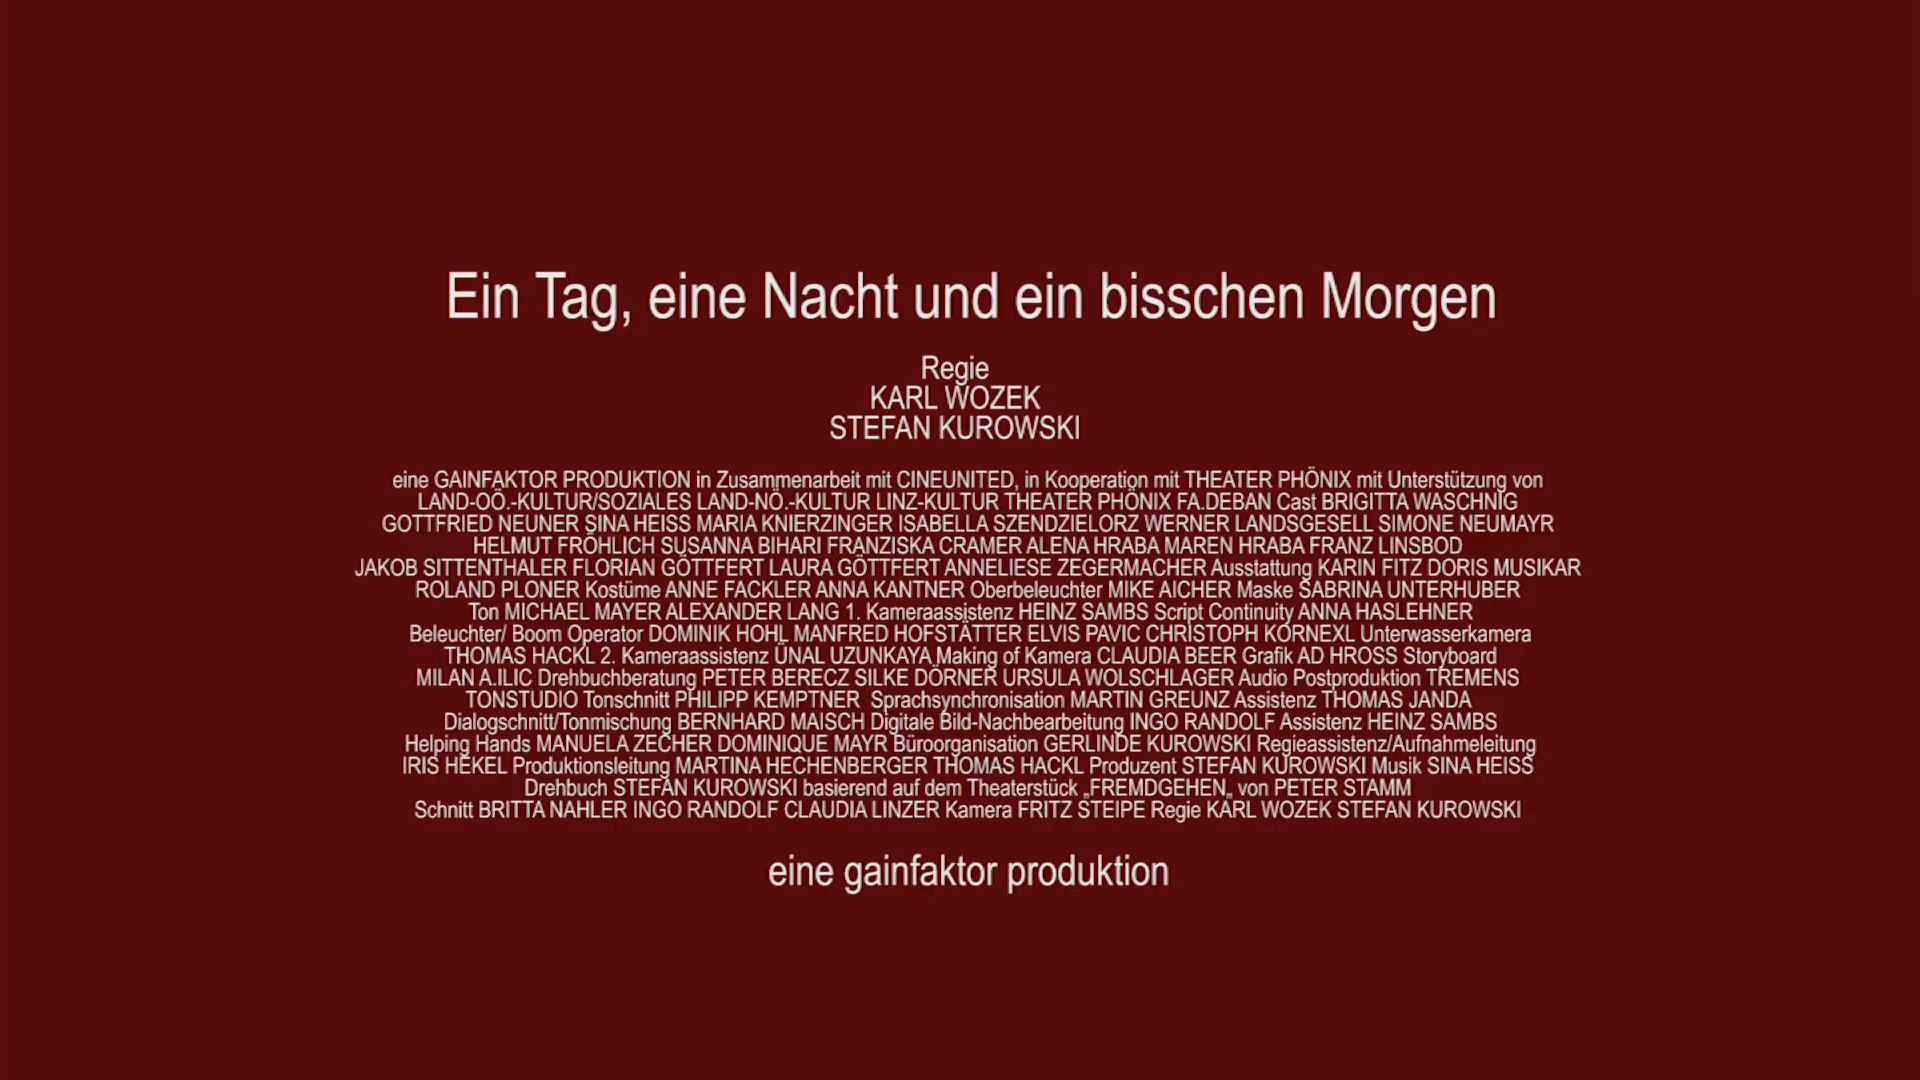 Ein Tag, eine Nacht und ein bisschen Morgen
Regie
KARL WOZEK
STEFAN KUROWSKI
eine GAINFAKTOR PRODUKTION in Zusammenarbeit mit CINEUNITED, in Kooperation mit THEATER PHÖNIX mit Unterstützung von
LAND-OÖ.-KULTUR/SOZIALES LAND-NÖ.-KULTUR LINZ-KULTUR THEATER PHÖNIX FA.DEBAN Cast BRIGITTA WASCHNIG
GOTTFRIED NEUNER SINA HEISS MARIA KNIERZINGER ISABELLA SZENDZIELORZ WERNER LANDSGESELL SIMONE NEUMAYR
HELMUT FRÖHLICH SUSANNA BIHARI FRANZISKA CRAMER ALENA HRABA MAREN HRABA FRANZ LINSBOD
JAKOB SITTENTHALER FLORIAN GÖTTFERT LAURA GÖTTFERT ANNELIESE ZEGERMACHER Ausstattung KARIN FITZ DORIS MUSIKAR
ROLAND PLONER Kostüme ANNE FACKLER ANNA KANTNER Oberbeleuchter MIKE AICHER Maske SABRINA UNTERHUBER
Ton MICHAEL MAYER ALEXANDER LANG 1. Kameraassistenz HEINZ SAMBS Script Continuity ANNA HASLEHNER
Beleuchter/ Boom Operator DOMINIK HOHL MANFRED HOFSTÄTTER ELVIS PAVIC CHRISTOPH KORNEXL Unterwasserkamera
THOMAS HACKL 2. Kameraassistenz ÜNAL UZUNKAYA Making of Kamera CLAUDIA BEER Grafik AD HROSS Storyboard
MILAN A.ILIC Drehbuchberatung PETER BERECZ SILKE DÖRNER URSULA WOLSCHLAGER Audio Postproduktion TREMENS
TONSTUDIO Tonschnitt PHILIPP KEMPTNER  Sprachsynchronisation MARTIN GREUNZ Assistenz THOMAS JANDA
Dialogschnitt/Tonmischung BERNHARD MAISCH Digitale Bild-Nachbearbeitung INGO RANDOLF Assistenz HEINZ SAMBS
Helping Hands MANUELA ZECHER DOMINIQUE MAYR Büroorganisation GERLINDE KUROWSKI Regieassistenz/Aufnahmeleitung
IRIS HEKEL Produktionsleitung MARTINA HECHENBERGER THOMAS HACKL Produzent STEFAN KUROWSKI Musik SINA HEISS
Drehbuch STEFAN KUROWSKI basierend auf dem Theaterstück „FREMDGEHEN„ von PETER STAMM
Schnitt BRITTA NAHLER INGO RANDOLF CLAUDIA LINZER Kamera FRITZ STEIPE Regie KARL WOZEK STEFAN KUROWSKI
eine gainfaktor produktion